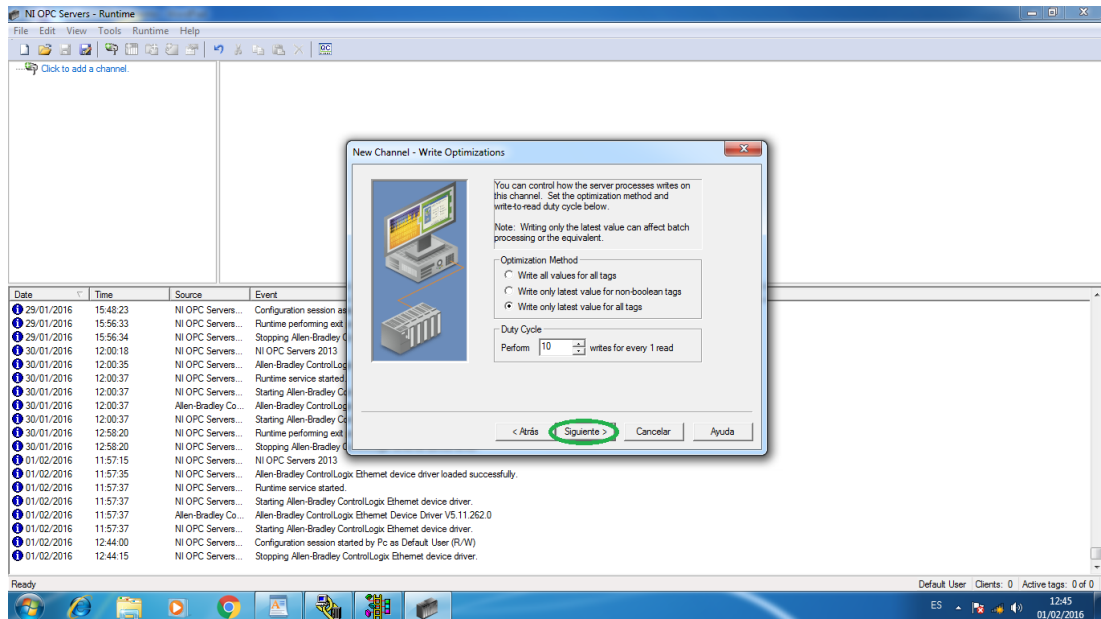 NI OPC Servers - Runtime
File Edit View Tools Runtime Help
Click to add a channel.
New Channel - Write Optimizations
You can control how the server processes writes on
this channel. Set the optimization method and
write-to-read duty cycle below.
Note: Writing only the latest value can affect batch
processing or the equivalent.
Optimization Method
Write all values for all tags
Write only latest value for non-boolean tags
Write only latest value for all tags
Duty Cycle
Perform 10 writes for every 1 read
< Atrás Siguiente > Cancelar Ayuda
Date Time Source Event
29/01/2016 15:48:23 NI OPC Servers... Configuration session as
29/01/2016 15:56:33 NI OPC Servers... Runtime performing exit
29/01/2016 15:56:34 NI OPC Servers... Stopping Allen-Bradley
30/01/2016 12:00:18 NI OPC Servers... NI OPC Servers 2013
30/01/2016 12:00:35 NI OPC Servers... Allen-Bradley ControlLog
30/01/2016 12:00:37 NI OPC Servers... Runtime service started.
30/01/2016 12:00:37 NI OPC Servers... Starting Allen-Bradley Co
30/01/2016 12:00:37 Allen-Bradley Co... Allen-Bradley ControlLog
30/01/2016 12:00:37 NI OPC Servers... Starting Allen-Bradley Co
30/01/2016 12:58:20 NI OPC Servers... Runtime performing exit
30/01/2016 12:58:20 NI OPC Servers... Stopping Allen-Bradley
01/02/2016 11:57:15 NI OPC Servers... NI OPC Servers 2013
01/02/2016 11:57:35 NI OPC Servers... Allen-Bradley ControlLogix Ethernet device driver loaded successfully.
01/02/2016 11:57:37 NI OPC Servers... Runtime service started.
01/02/2016 11:57:37 NI OPC Servers... Starting Allen-Bradley ControlLogix Ethernet device driver.
01/02/2016 11:57:37 Allen-Bradley Co... Allen-Bradley ControlLogix Ethernet Device Driver V5.11.262.0
01/02/2016 11:57:37 NI OPC Servers... Starting Allen-Bradley ControlLogix Ethernet device driver.
01/02/2016 12:44:00 NI OPC Servers... Configuration session started by Pc as Default User (R/W)
01/02/2016 12:44:15 NI OPC Servers... Stopping Allen-Bradley ControlLogix Ethernet device driver.
Ready Default User Clients: 0 Active tags: 0 of 0
ES 12:45
01/02/2016